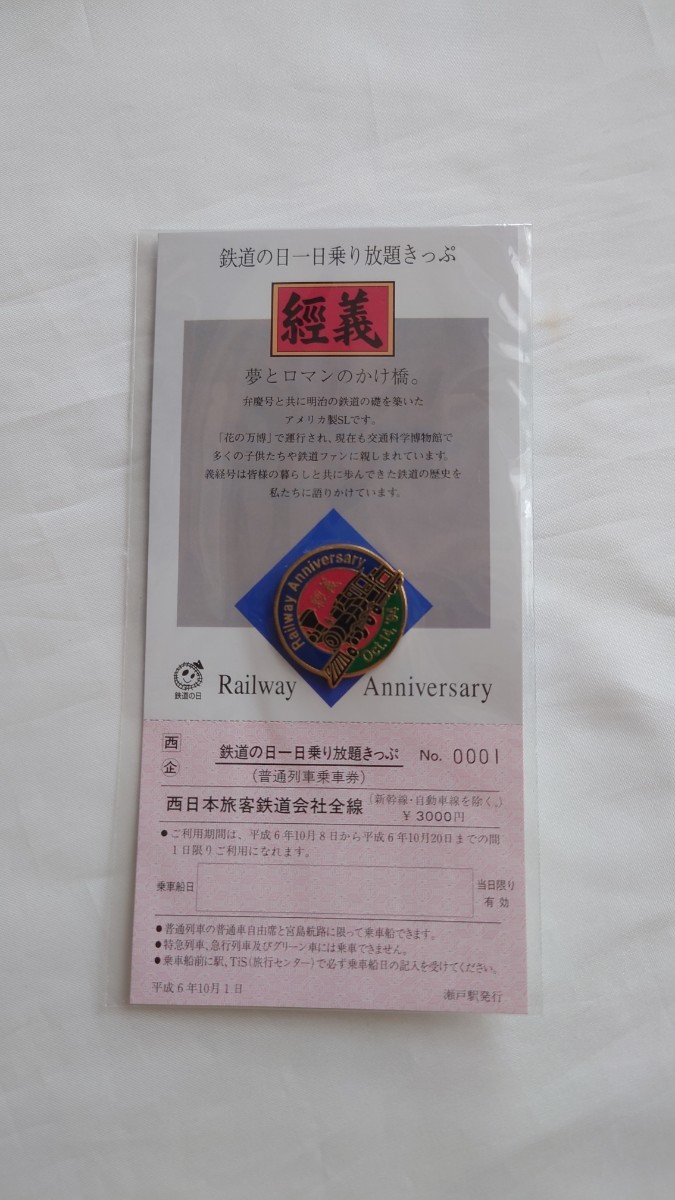 鉄道の日一日乗り放題きっぷ
經義
夢とロマンのかけ橋。
弁慶号と共に明治の鉄道の礎を築いた
アメリカ製SLです。
「花の万博」で運行され、現在も交通科学博物館で
多くの子供たちや鉄道ファンに親しまれています。
義経号は皆様の暮らしと共に歩んできた鉄道の歴史を
私たちに語りかけています。
Railway Anniversary
Oct.14,'94
鉄道の日
Railway Anniversary
西
企
鉄道の日一日乗り放題きっぷ No. 0001
(普通列車乗車券)
西日本旅客鉄道会社全線 (新幹線・自動車線を除く。)
¥ 3000円
●ご利用期間は、平成6年10月8日から平成6年10月20日までの間
1日限りご利用になれます。
乗車船日
当日限り
有効
●普通列車の普通車自由席と宮島航路に限って乗車船できます。
●特急列車、急行列車及びグリーン車には乗車できません。
●乗車船前に駅、TiS(旅行センター)で必ず乗車船日の記入を受けてください。
平成6年10月1日 瀬戸駅発行